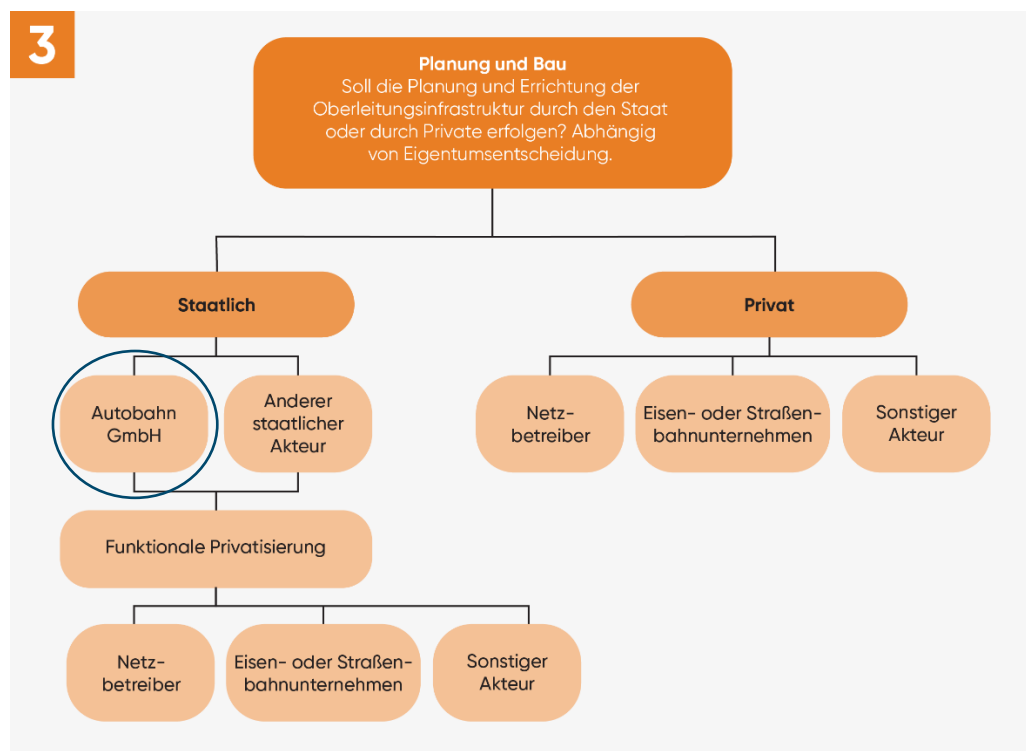 3
Planung und Bau
Soll die Planung und Errichtung der
Oberleitungsinfrastruktur durch den Staat
oder durch Private erfolgen? Abhängig
von Eigentumsentscheidung.
Staatlich
Privat
Autobahn
GmbH
Anderer
staatlicher
Akteur
Netz-
betreiber
Eisen- oder Straßen-
bahnunternehmen
Sonstiger
Akteur
Funktionale Privatisierung
Netz-
betreiber
Eisen- oder Straßen-
bahnunternehmen
Sonstiger
Akteur